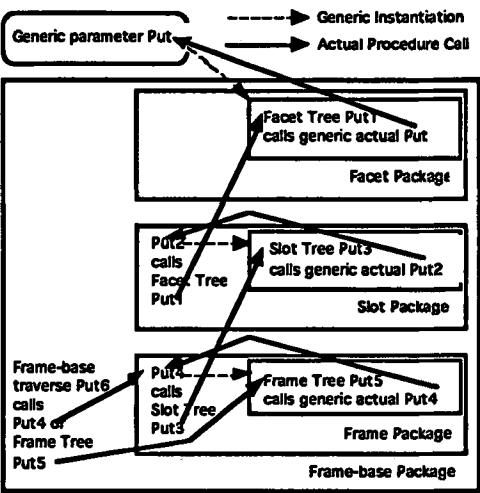 Generic Instantiation
Generic parameter Put
Actual Procedure Call
Facet Tree Put1
calls generic actual Put
Facet Package
Put2
calls
Facet Tree
Put1
Slot Tree Put3
calls generic actual Put2
Slot Package
Frame-base
traverse Put6
calls
Put4 or
Frame Tree
Put5
Put4
calls
Slot Tree
Put3
Frame Tree Put5
calls generic actual Put4
Frame Package
Frame-base Package